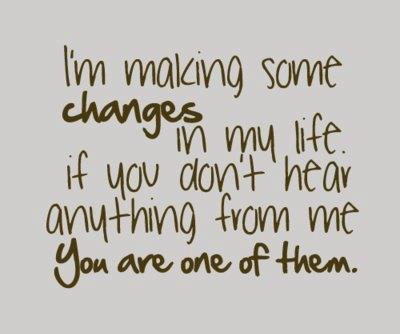 I'm making some
changes
in my life.
if you don't hear
anything from me
You are one of them.